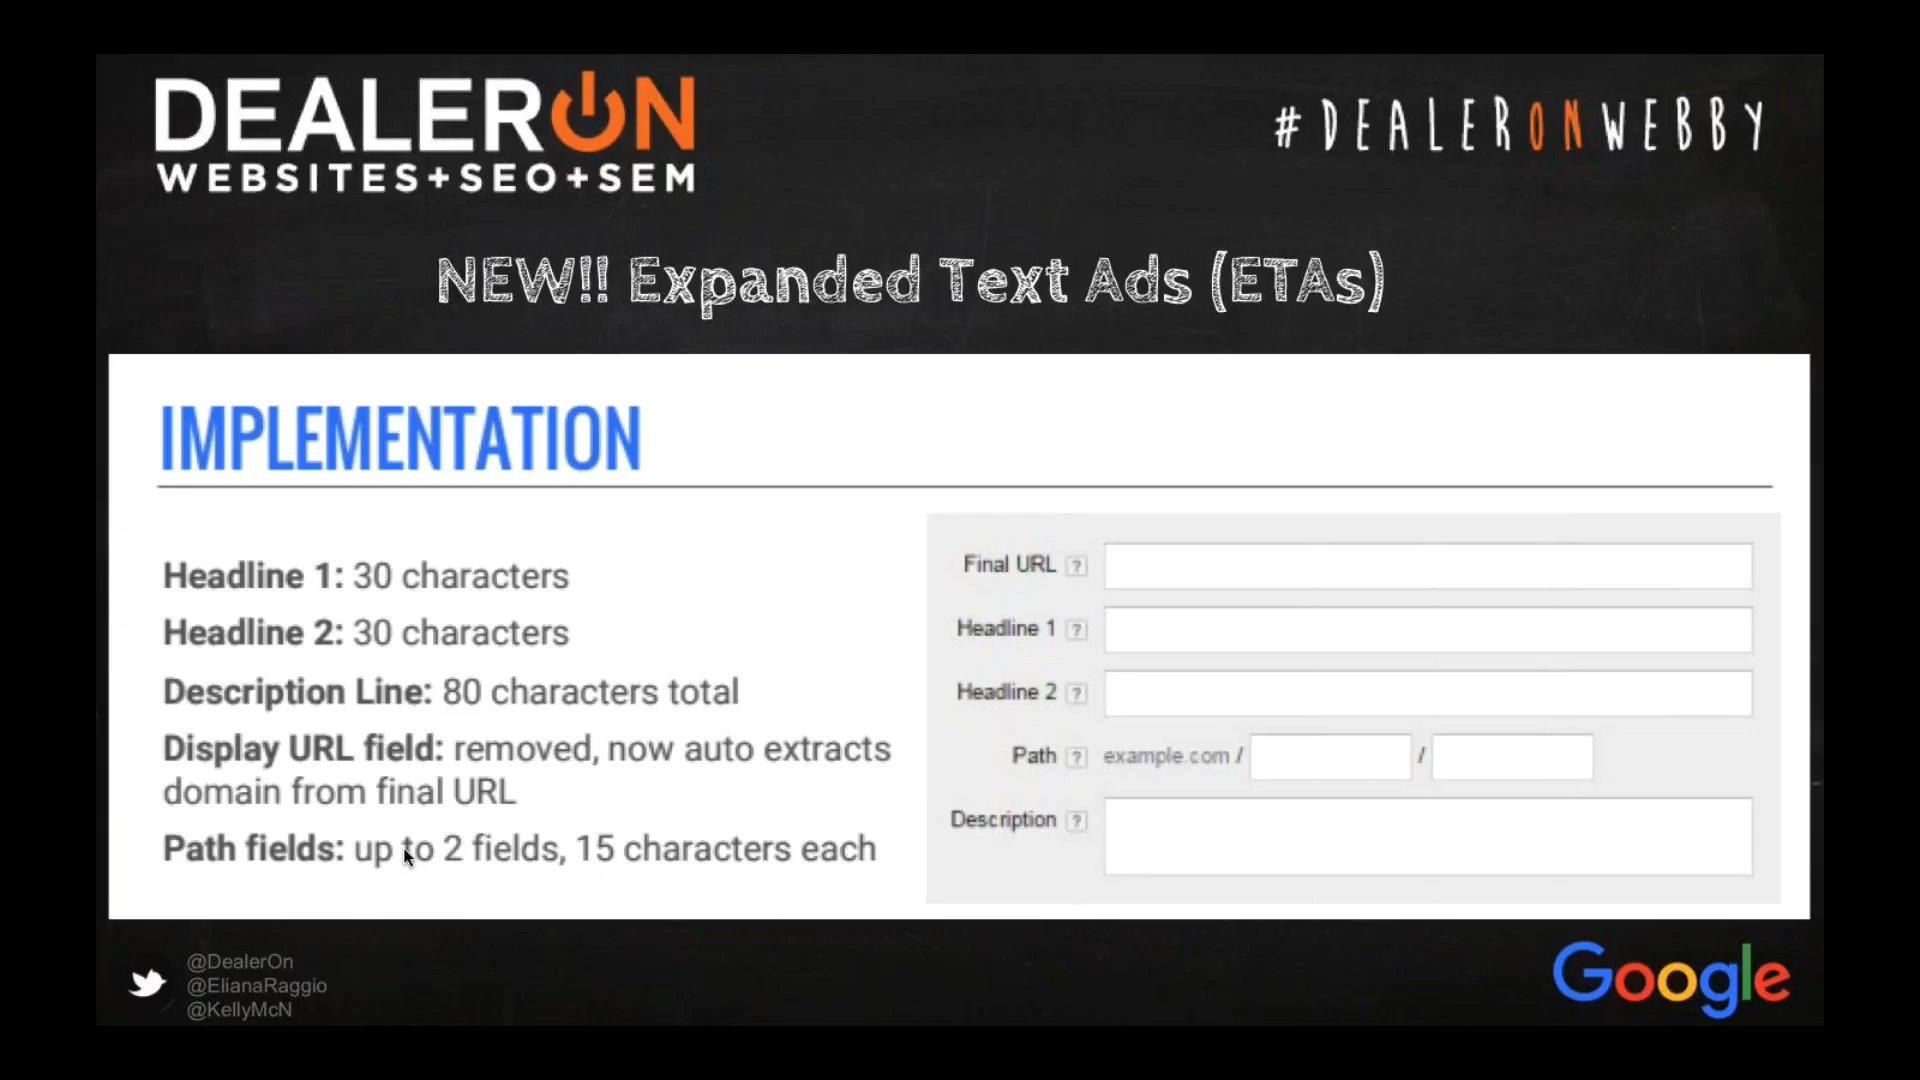 DEALERON
WEBSITES+SEO+SEM
#DEALERONWEBBY
NEW!! Expanded Text Ads (ETAs)
IMPLEMENTATION
Headline 1: 30 characters
Headline 2: 30 characters
Description Line: 80 characters total
Display URL field: removed, now auto extracts
domain from final URL
Path fields: up to 2 fields, 15 characters each
Final URL ?
Headline 1 ?
Headline 2 ?
Path ? example.com / /
Description ?
@DealerOn
@ElianaRaggio
@KellyMcN
Google